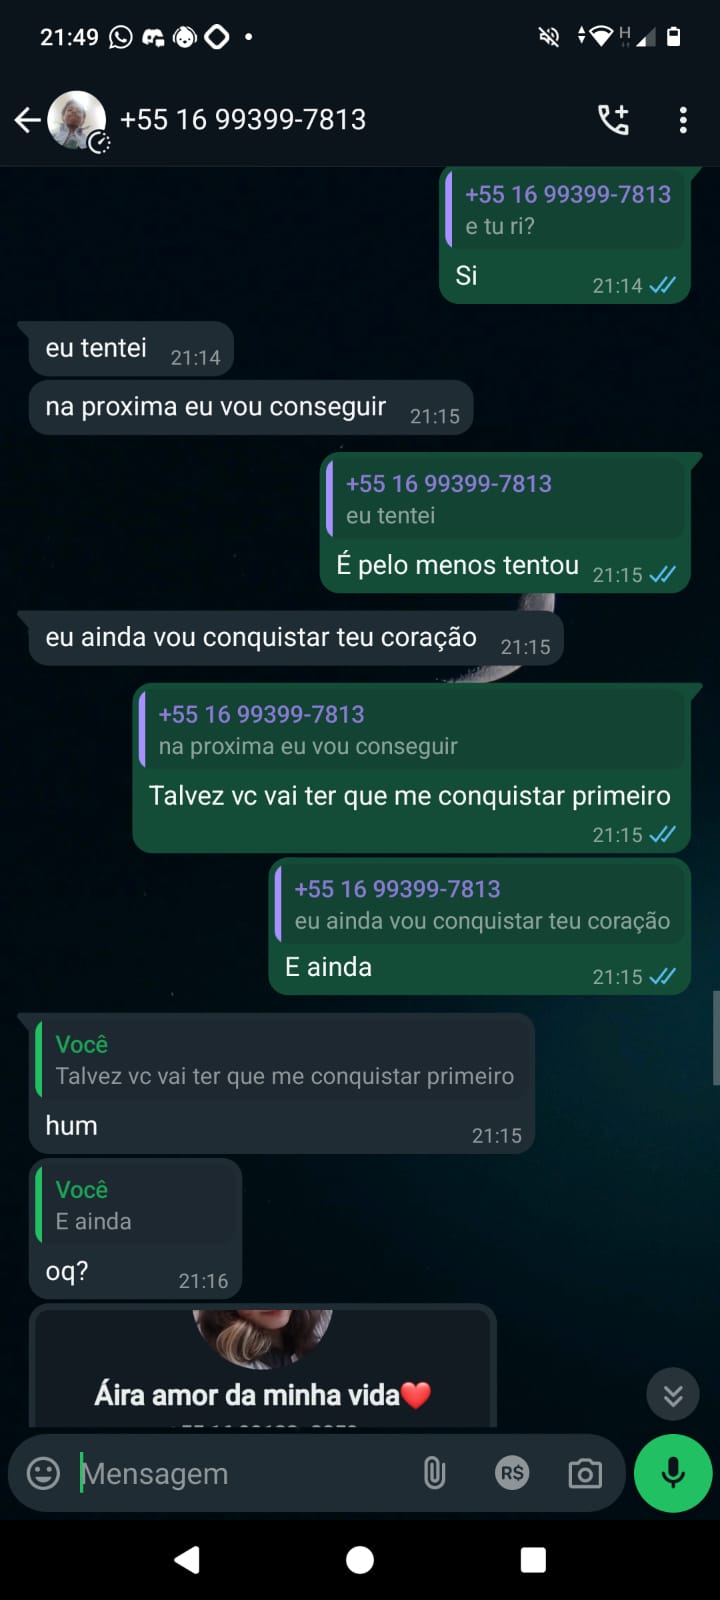 21:49
H
+55 16 99399-7813
+55 16 99399-7813
e tu ri?
Si
21:14
eu tentei
21:14
na proxima eu vou conseguir
21:15
+55 16 99399-7813
eu tentei
É pelo menos tentou
21:15
eu ainda vou conquistar teu coração
21:15
+55 16 99399-7813
na proxima eu vou conseguir
Talvez vc vai ter que me conquistar primeiro
21:15
+55 16 99399-7813
eu ainda vou conquistar teu coração
E ainda
21:15
Você
Talvez vc vai ter que me conquistar primeiro
hum
21:15
Você
E ainda
oq?
21:16
Áira amor da minha vida❤️
Mensagem
R$